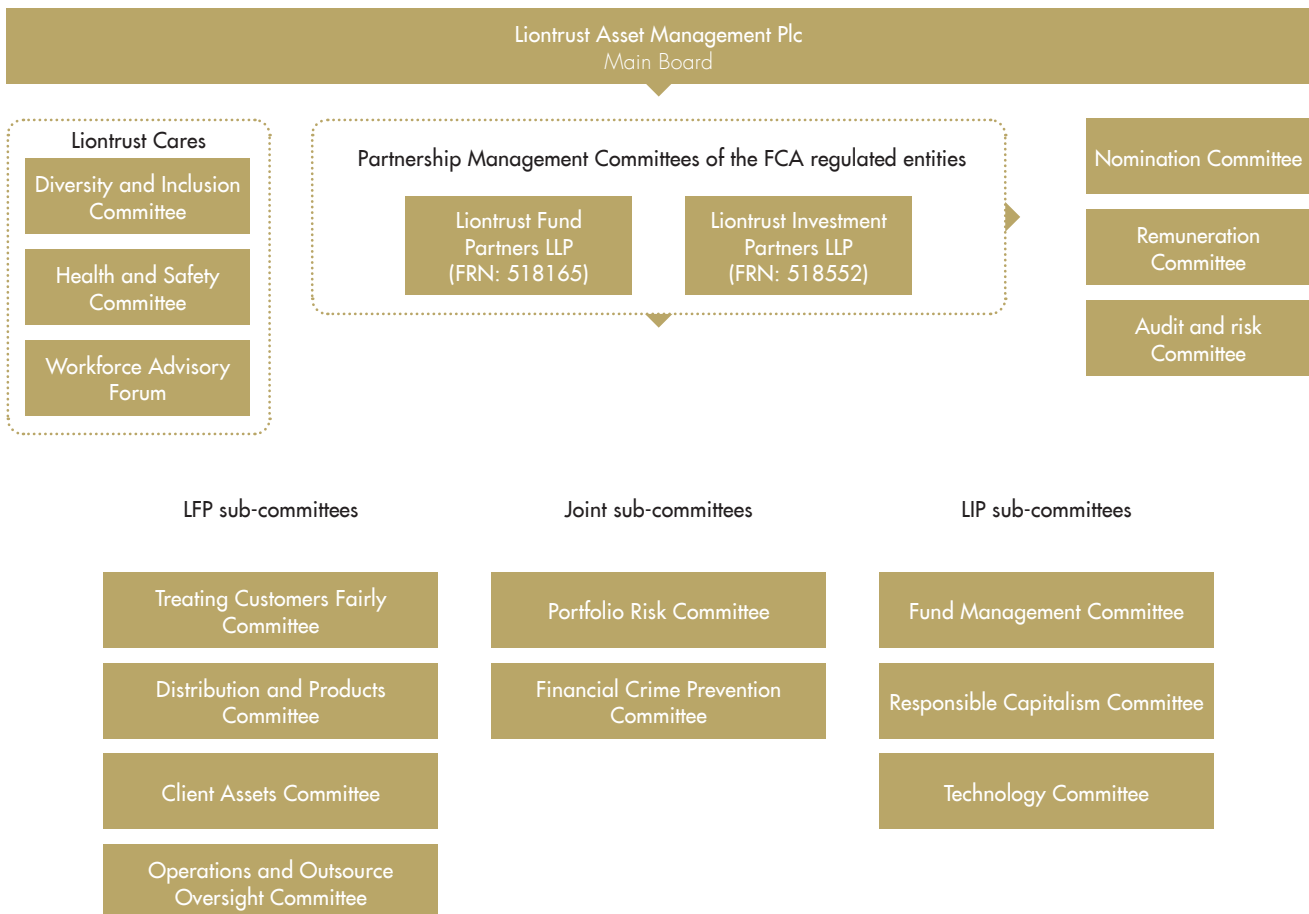 Liontrust Asset Management Plc
Main Board
Liontrust Cares
Diversity and Inclusion
Committee
Health and Safety
Committee
Workforce Advisory
Forum
Partnership Management Committees of the FCA regulated entities
Liontrust Fund
Partners LLP
(FRN: 518165)
Liontrust Investment
Partners LLP
(FRN: 518552)
Nomination Committee
Remuneration
Committee
Audit and risk
Committee
LFP sub-committees
Treating Customers Fairly
Committee
Distribution and Products
Committee
Client Assets Committee
Operations and Outsource
Oversight Committee
Joint sub-committees
Portfolio Risk Committee
Financial Crime Prevention
Committee
LIP sub-committees
Fund Management Committee
Responsible Capitalism Committee
Technology Committee